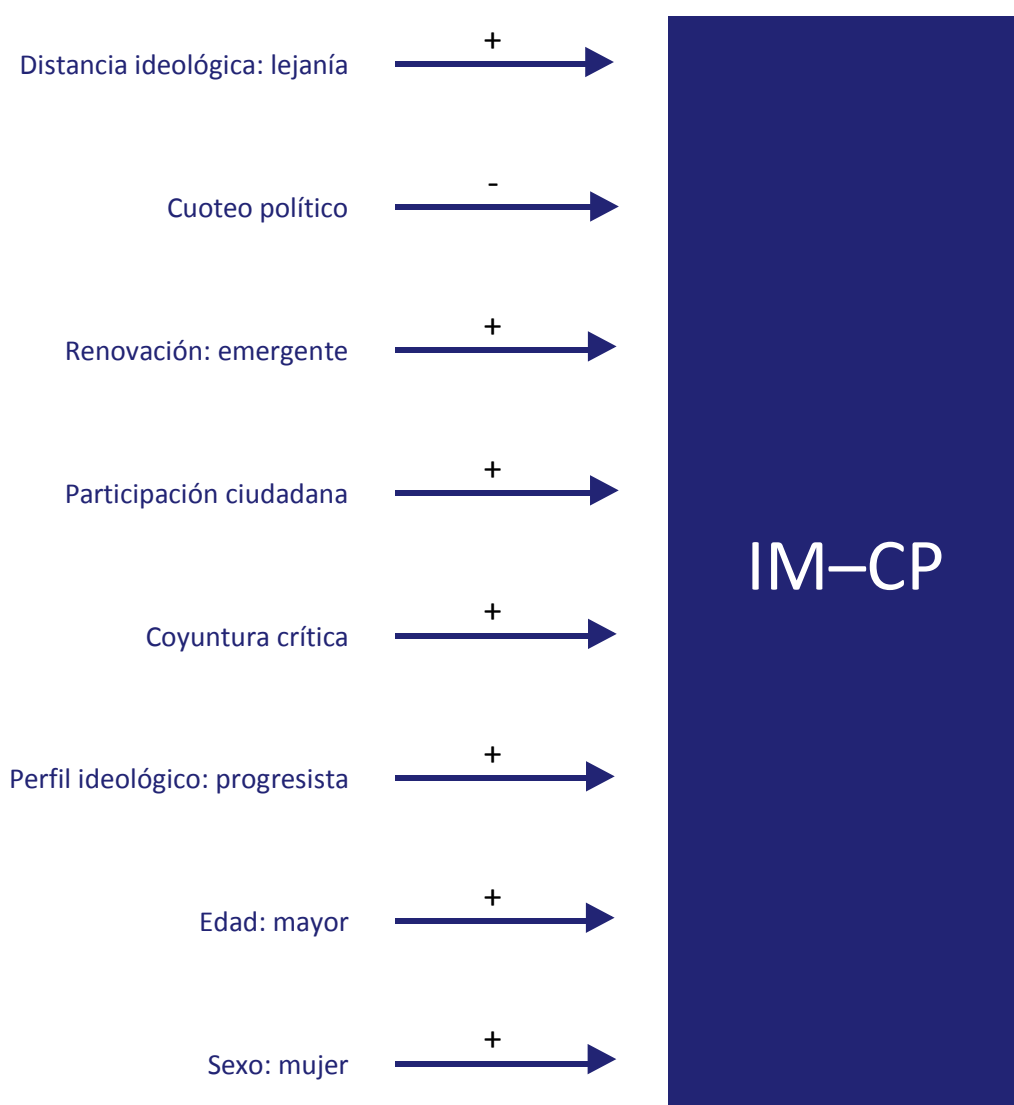 +
Distancia ideológica: lejanía
-
Cuoteo político
+
Renovación: emergente
+
Participación ciudadana
IM–CP
+
Coyuntura crítica
+
Perfil ideológico: progresista
+
Edad: mayor
+
Sexo: mujer